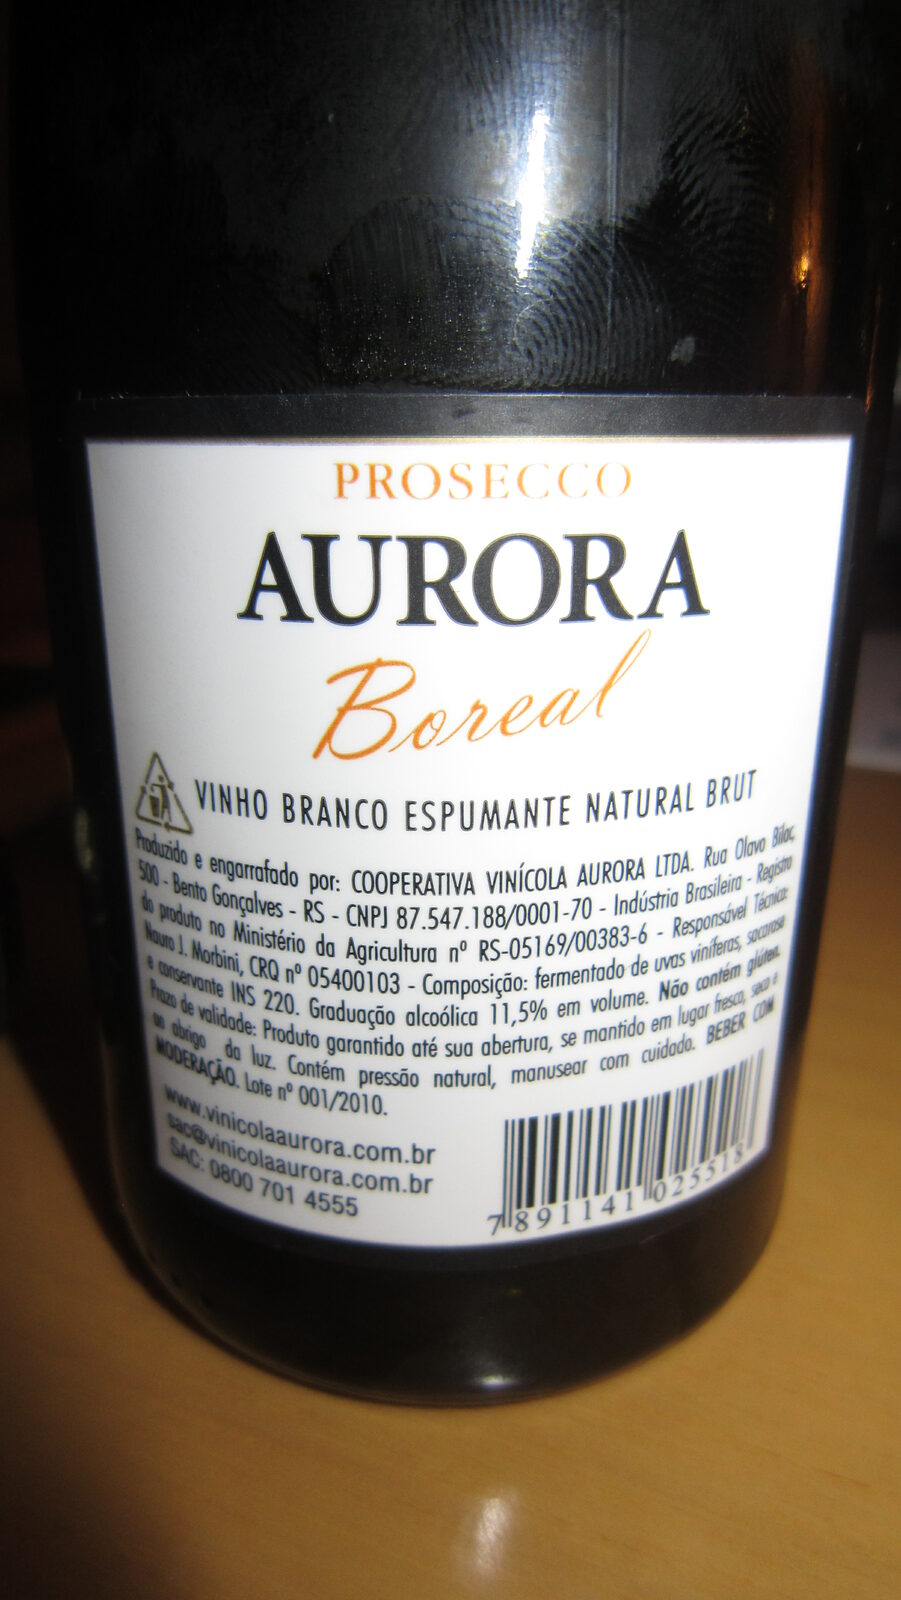 PROSECCO
AURORA
Boreal
VINHO BRANCO ESPUMANTE NATURAL BRUT
Produzido e engarrafado por: COOPERATIVA VINÍCOLA AURORA LTDA. Rua Olavo Bilac,
500 - Bento Gonçalves - RS - CNPJ 87.547.188/0001-70 - Indústria Brasileira - Registro
do produto no Ministério da Agricultura nº RS-05169/00383-6 - Responsável Técnico:
Nauro J. Morbini, CRQ nº 05400103 - Composição: fermentado de uvas viníferas, sacarose
e conservante INS 220. Graduação alcoólica 11,5% em volume. Não contém glúten.
Prazo de validade: Produto garantido até sua abertura, se mantido em lugar fresco, seco e
ao abrigo da luz. Contém pressão natural, manusear com cuidado. BEBER COM
MODERAÇÃO. Lote nº 001/2010.
www.vinicolaaurora.com.br
sac@vinicolaaurora.com.br
SAC: 0800 701 4555
7891141025518